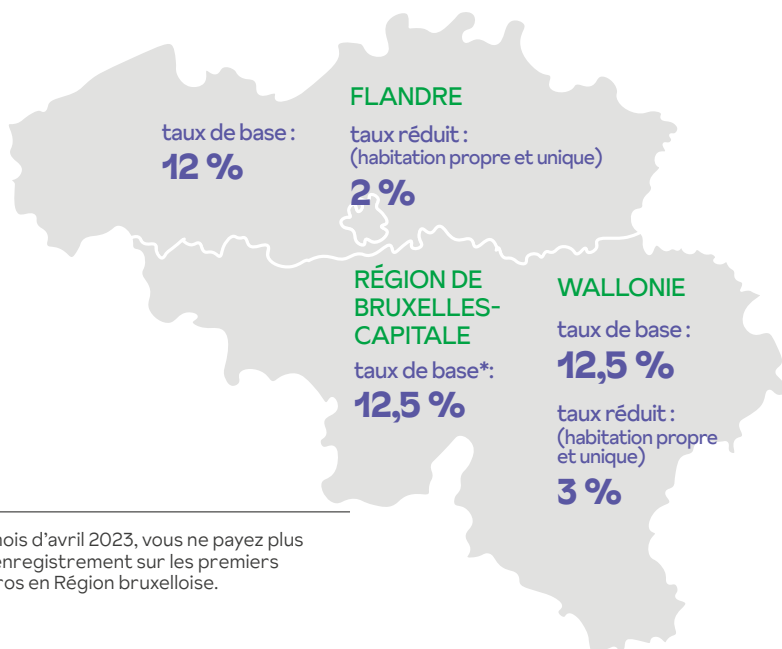 FLANDRE
taux de base :
12 %
taux réduit :
(habitation propre et unique)
2 %
RÉGION DE
BRUXELLES-
CAPITALE
taux de base*:
12,5 %
WALLONIE
taux de base :
12,5 %
taux réduit :
(habitation propre
et unique)
3 %
d'avril 2023, vous ne payez plus
enregistrement sur les premiers
en Région bruxelloise.